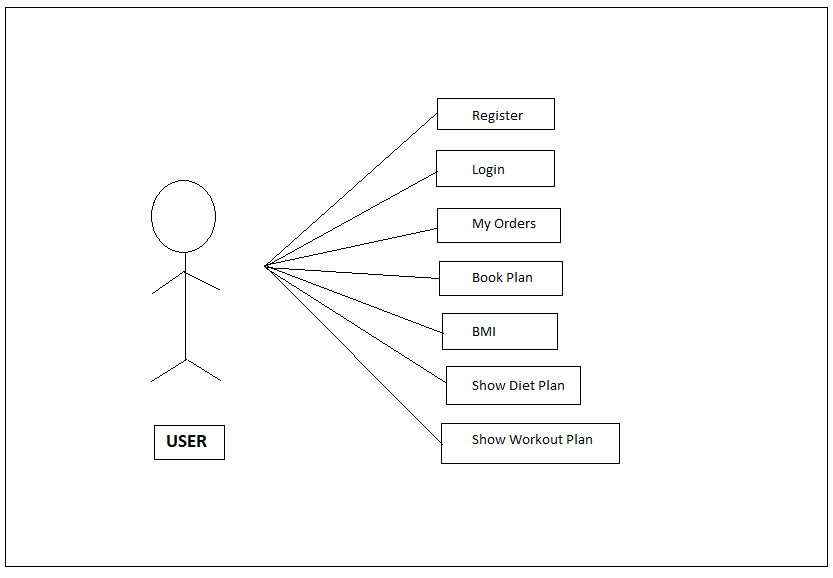 Register
Login
My Orders
Book Plan
BMI
Show Diet Plan
Show Workout Plan
USER